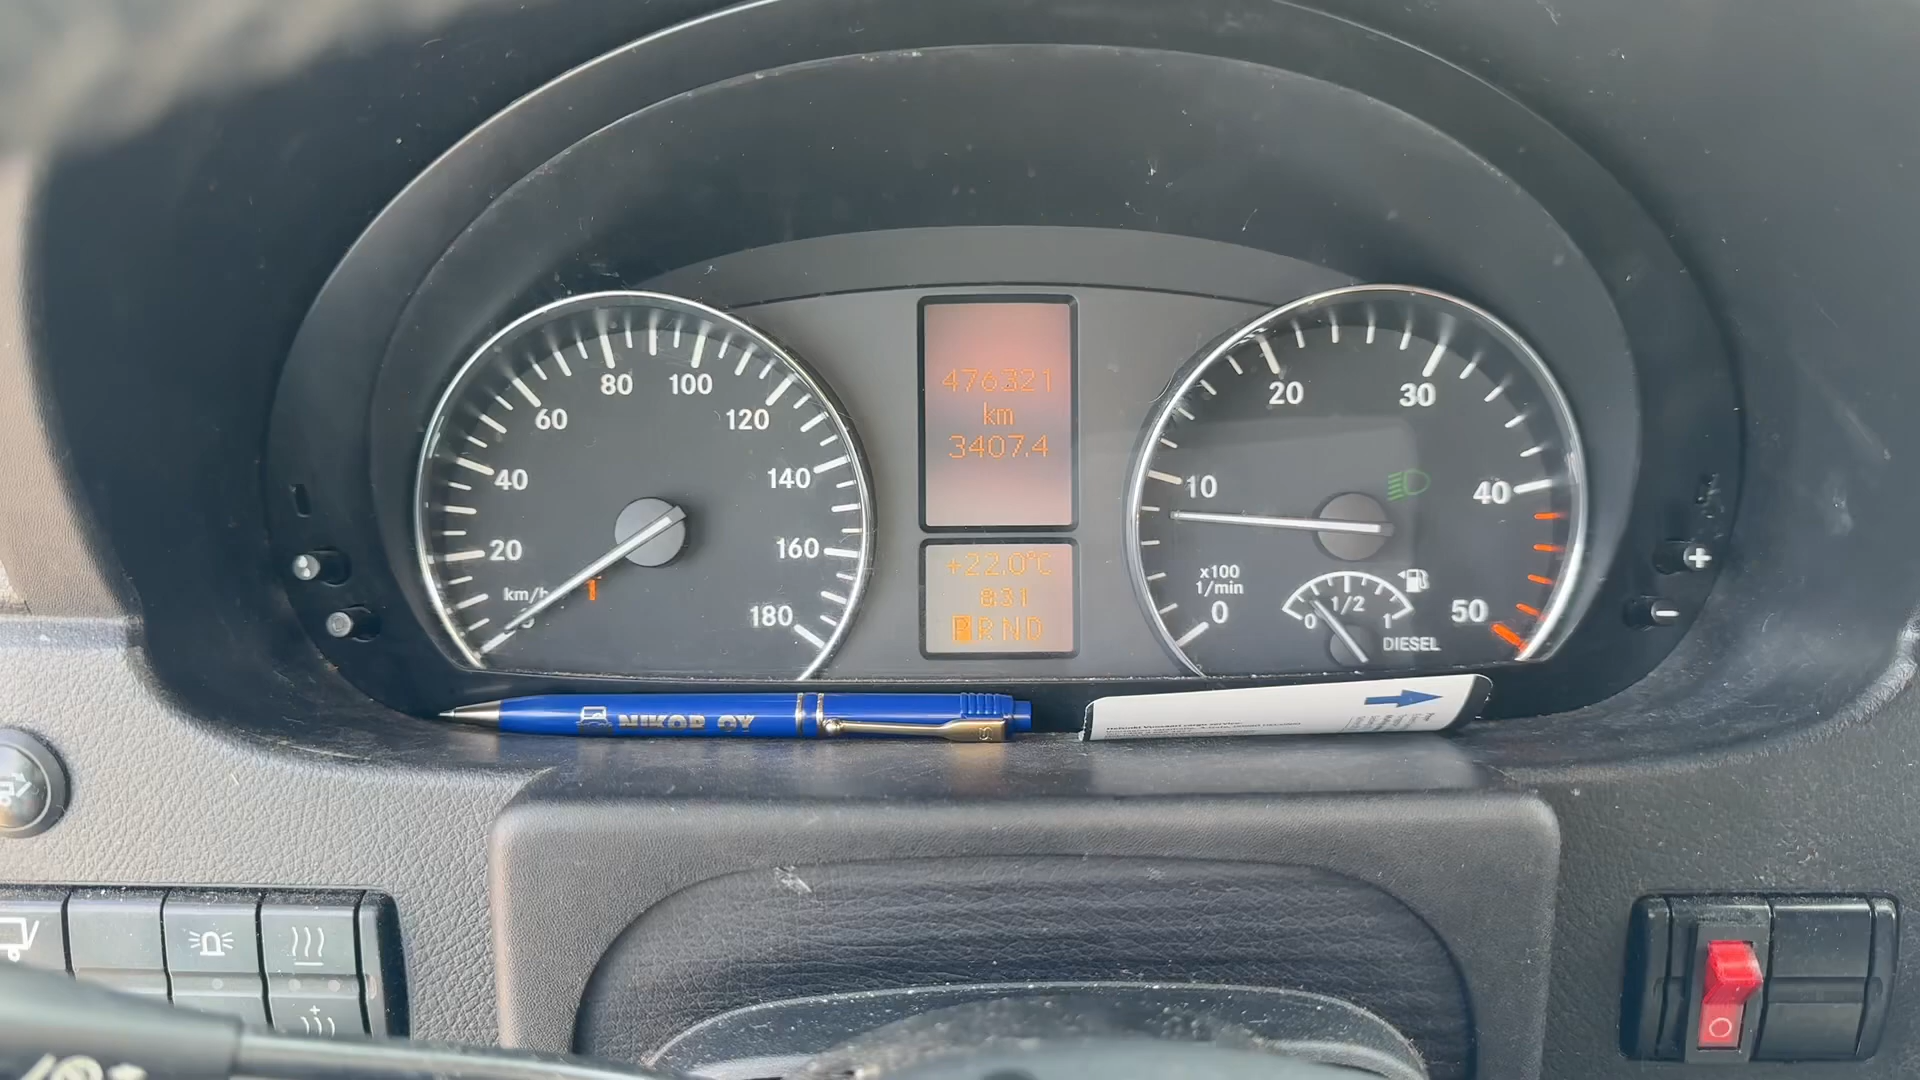 80 100
60 120
40 140
20 160
km/h
180
476321
km
3407.4
+22.0°C
8:31
P R N D
20 30
10 40
x100
1/min
0 50
0 1/2 1
DIESEL
NIKOR OY